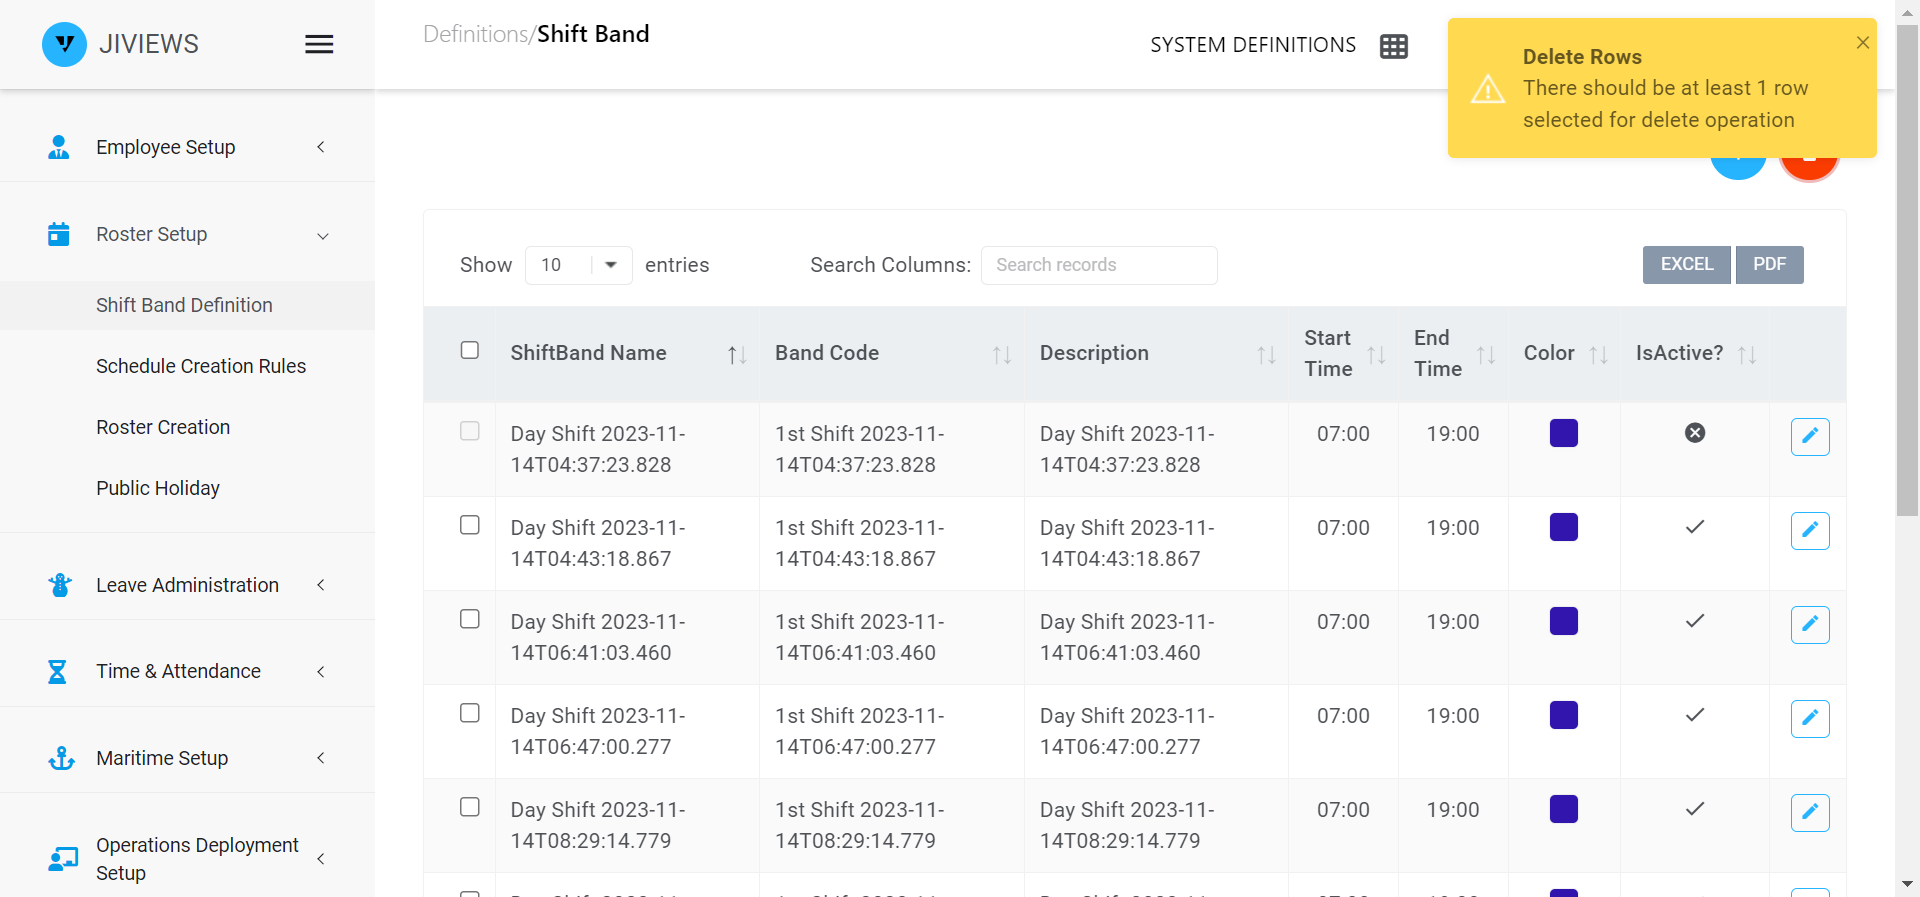 JIVIEWS
Definitions/Shift Band
SYSTEM DEFINITIONS
Delete Rows
There should be at least 1 row
selected for delete operation
Employee Setup
Roster Setup
Shift Band Definition
Schedule Creation Rules
Roster Creation
Public Holiday
Leave Administration
Time & Attendance
Maritime Setup
Operations Deployment
Setup
Show 10 entries
Search Columns: Search records
EXCEL PDF
ShiftBand Name Band Code Description Start Time End Time Color IsActive?
Day Shift 2023-11- 1st Shift 2023-11- Day Shift 2023-11- 07:00 19:00
14T04:37:23.828 14T04:37:23.828 14T04:37:23.828
Day Shift 2023-11- 1st Shift 2023-11- Day Shift 2023-11- 07:00 19:00
14T04:43:18.867 14T04:43:18.867 14T04:43:18.867
Day Shift 2023-11- 1st Shift 2023-11- Day Shift 2023-11- 07:00 19:00
14T06:41:03.460 14T06:41:03.460 14T06:41:03.460
Day Shift 2023-11- 1st Shift 2023-11- Day Shift 2023-11- 07:00 19:00
14T06:47:00.277 14T06:47:00.277 14T06:47:00.277
Day Shift 2023-11- 1st Shift 2023-11- Day Shift 2023-11- 07:00 19:00
14T08:29:14.779 14T08:29:14.779 14T08:29:14.779